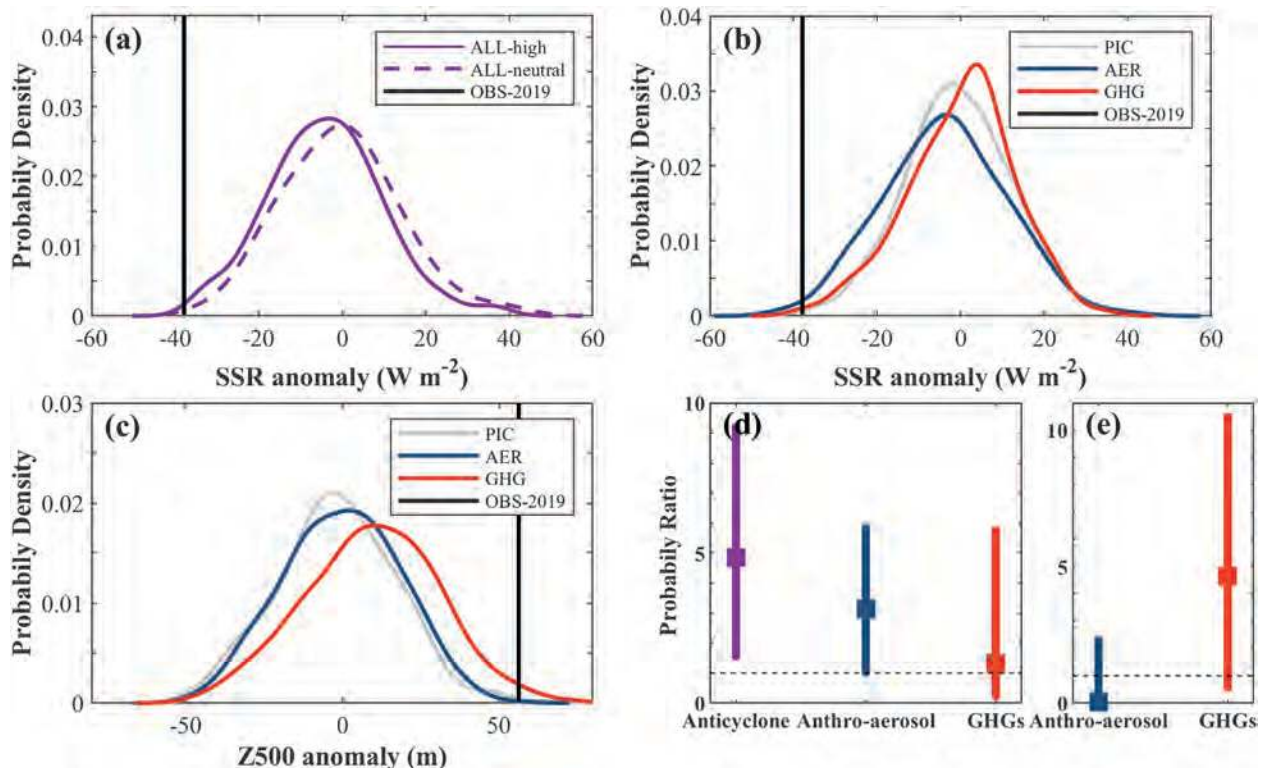 (a)
ALL-high
ALL-neutral
OBS-2019
0.04
0.03
0.02
0.01
0
-60 -40 -20 0 20 40 60
Probabily Density
SSR anomaly (W m-2)
(b)
PIC
AER
GHG
OBS-2019
0.04
0.03
0.02
0.01
0
-60 -40 -20 0 20 40 60
Probabily Density
SSR anomaly (W m-2)
(c)
PIC
AER
GHG
OBS-2019
0.03
0.02
0.01
0
-50 0 50
Probabily Density
Z500 anomaly (m)
(d)
10
5
0
Probabily Ratio
Anticyclone Anthro-aerosol GHGs
(e)
10
5
0
Anthro-aerosol GHGs